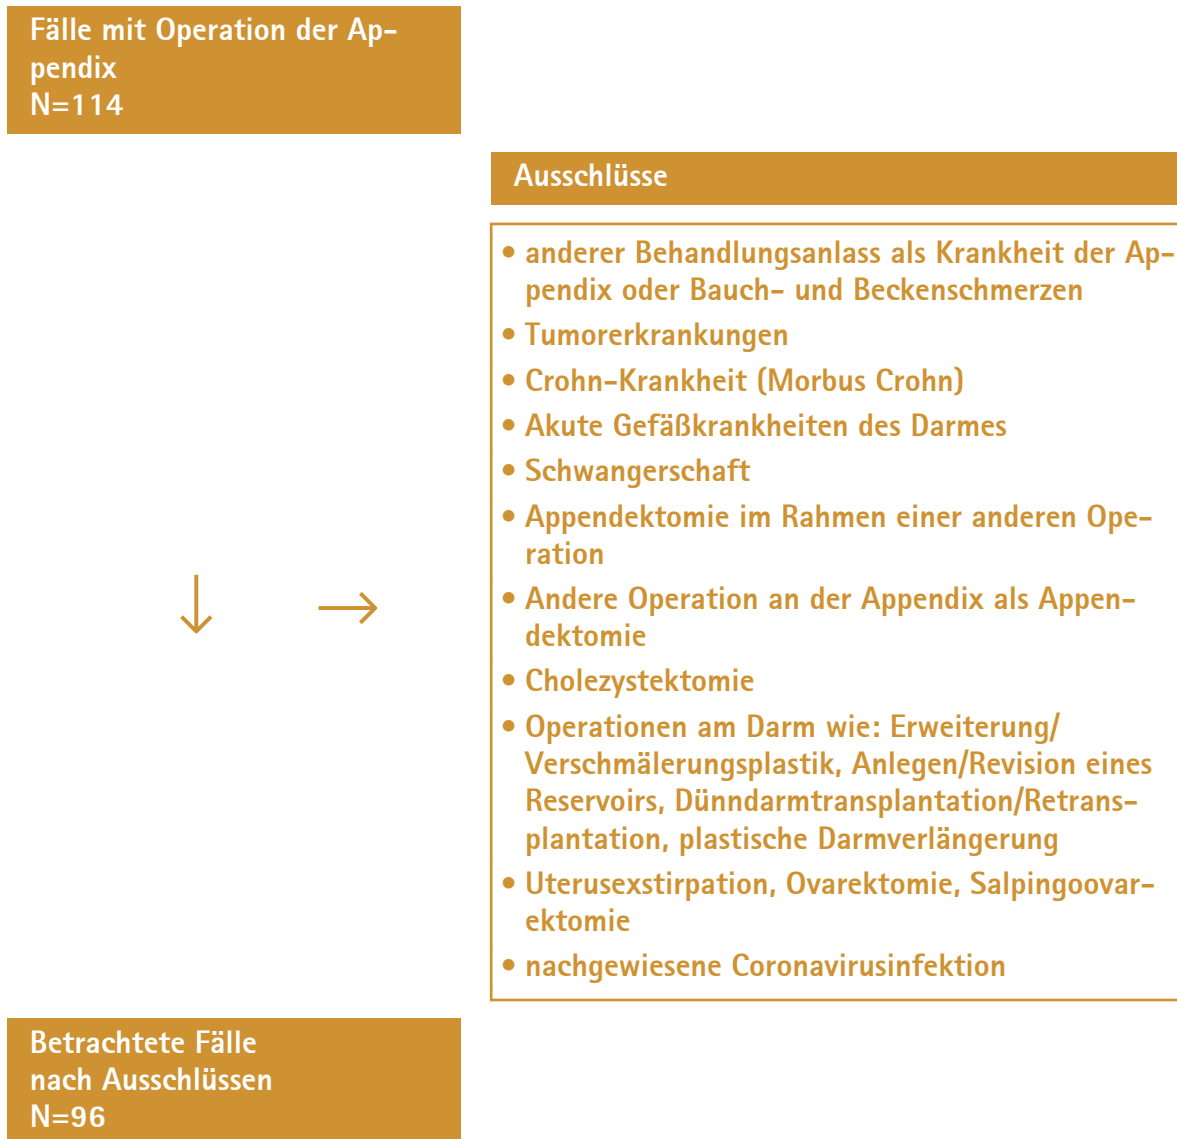 Fälle mit Operation der Ap-
pendix
N=114
Ausschlüsse
• anderer Behandlungsanlass als Krankheit der Ap-
pendix oder Bauch- und Beckenschmerzen
• Tumorerkrankungen
• Crohn-Krankheit (Morbus Crohn)
• Akute Gefäßkrankheiten des Darmes
• Schwangerschaft
• Appendektomie im Rahmen einer anderen Ope-
ration
• Andere Operation an der Appendix als Appen-
dektomie
• Cholezystektomie
• Operationen am Darm wie: Erweiterung/
Verschmälerungsplastik, Anlegen/Revision eines
Reservoirs, Dünndarmtransplantation/Retrans-
plantation, plastische Darmverlängerung
• Uterusexstirpation, Ovarektomie, Salpingoovar-
ektomie
• nachgewiesene Coronavirusinfektion
Betrachtete Fälle
nach Ausschlüssen
N=96